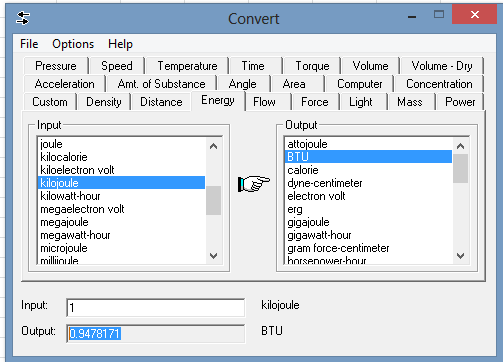 Convert
File Options Help
Pressure Speed Temperature Time Torque Volume Volume - Dry
Acceleration Amt. of Substance Angle Area Computer Concentration
Custom Density Distance Energy Flow Force Light Mass Power
Input
joule
kilocalorie
kiloelectron volt
kilojoule
kilowatt-hour
megaelectron volt
megajoule
megawatt-hour
microjoule
millijoule
Output
attojoule
BTU
calorie
dyne-centimeter
electron volt
erg
gigajoule
gigawatt-hour
gram force-centimeter
horsepower-hour
Input: 1 kilojoule
Output: 0.9478171 BTU